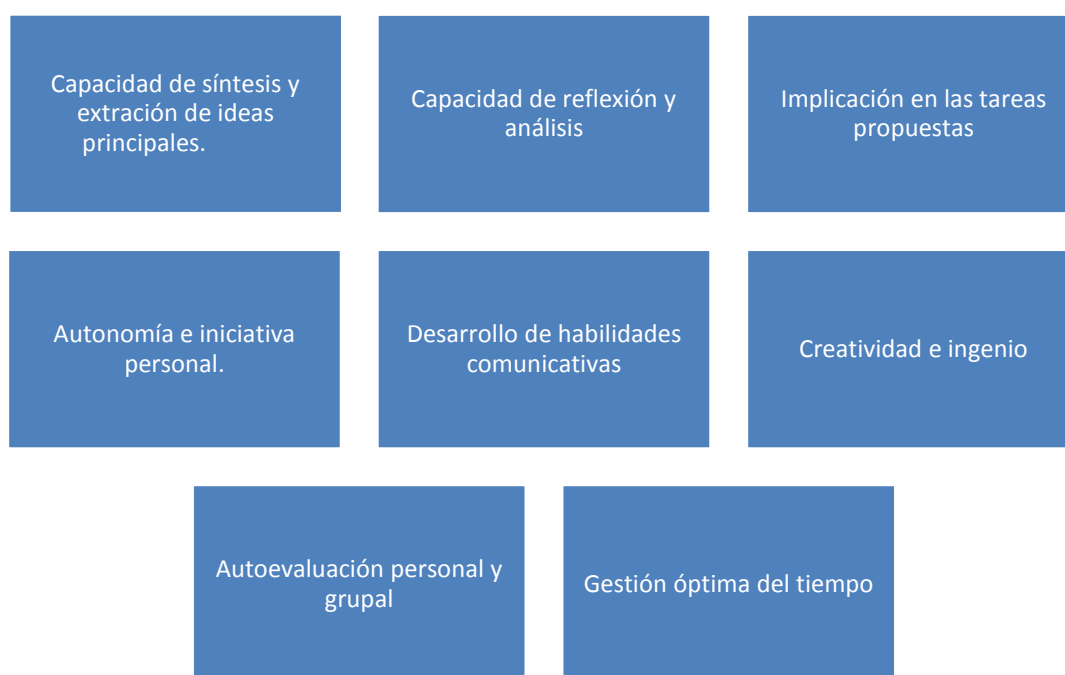 Capacidad de síntesis y
extración de ideas
principales.
Capacidad de reflexión y
análisis
Implicación en las tareas
propuestas
Autonomía e iniciativa
personal.
Desarrollo de habilidades
comunicativas
Creatividad e ingenio
Autoevaluación personal y
grupal
Gestión óptima del tiempo